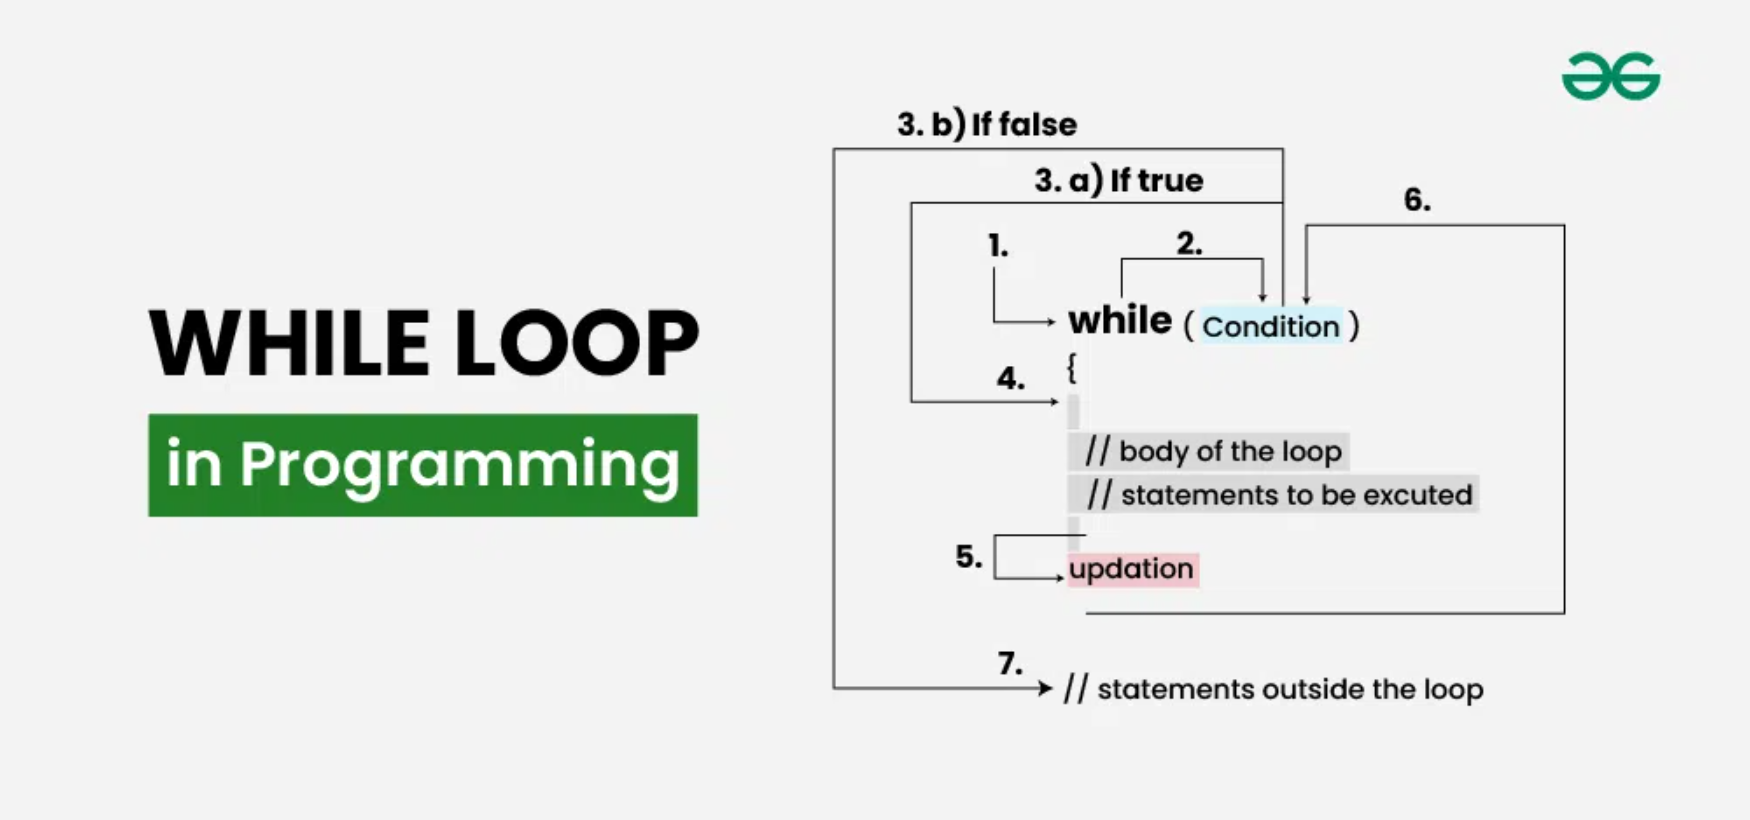 WHILE LOOP
in Programming
3. b) If false
3. a) If true
6.
1.
2.
while ( Condition )
{
4.
// body of the loop
// statements to be excuted
5.
updation
7.
// statements outside the loop